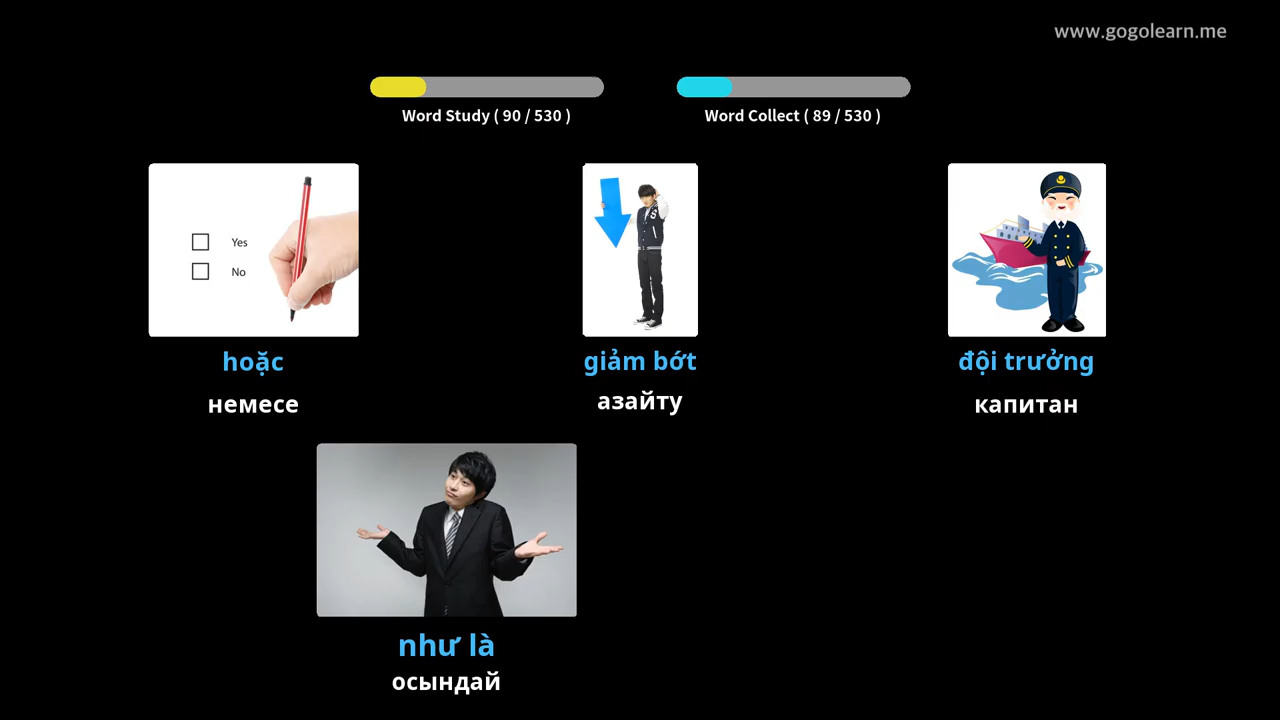 www.gogolearn.me
Word Study ( 90 / 530 )
Word Collect ( 89 / 530 )
Yes
No
hoặc
немесе
giảm bớt
азайту
đội trưởng
капитан
S
như là
осындай